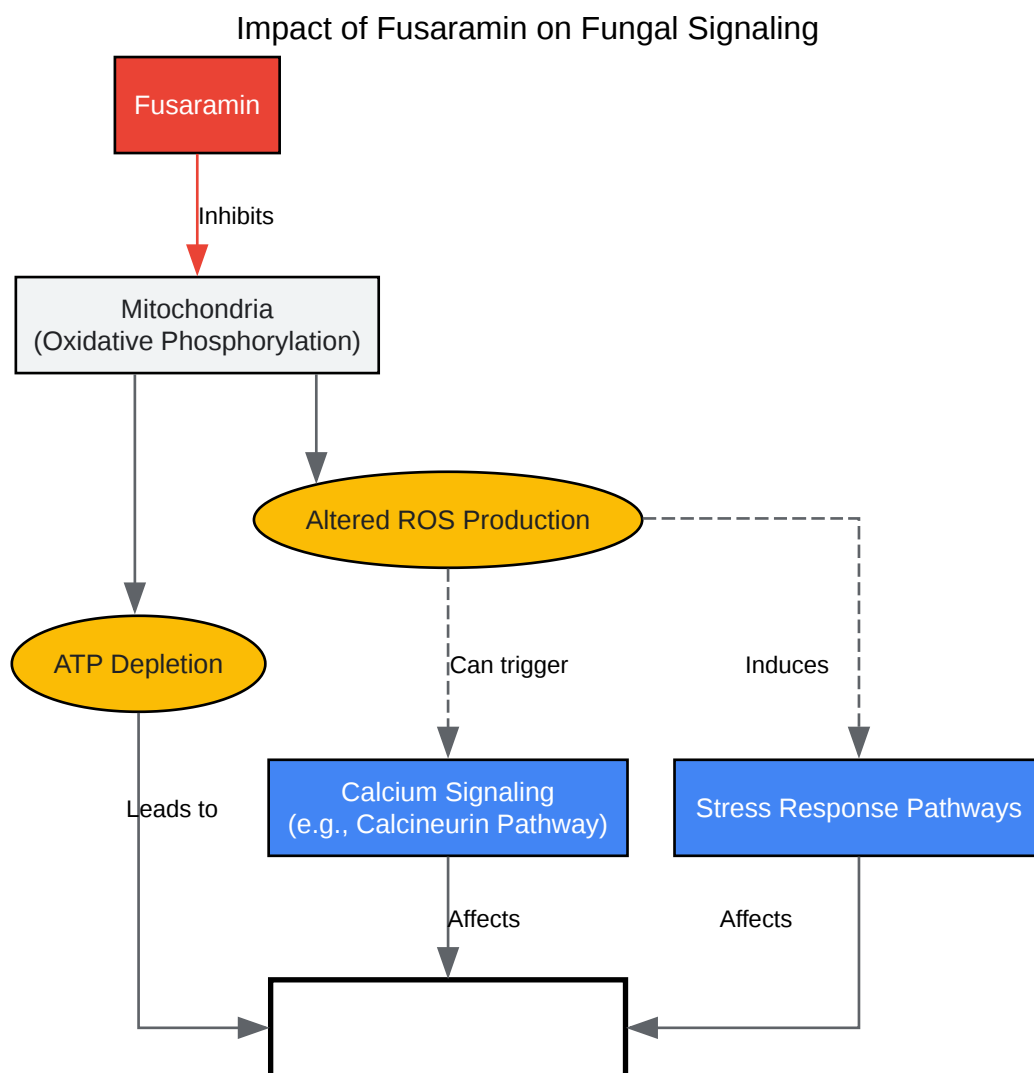 Impact of Fusaramin on Fungal Signaling
Fusaramin
Inhibits
Mitochondria
(Oxidative Phosphorylation)
Altered ROS Production
ATP Depletion
Can trigger
Induces
Calcium Signaling
(e.g., Calcineurin Pathway)
Stress Response Pathways
Leads to
Affects
Affects